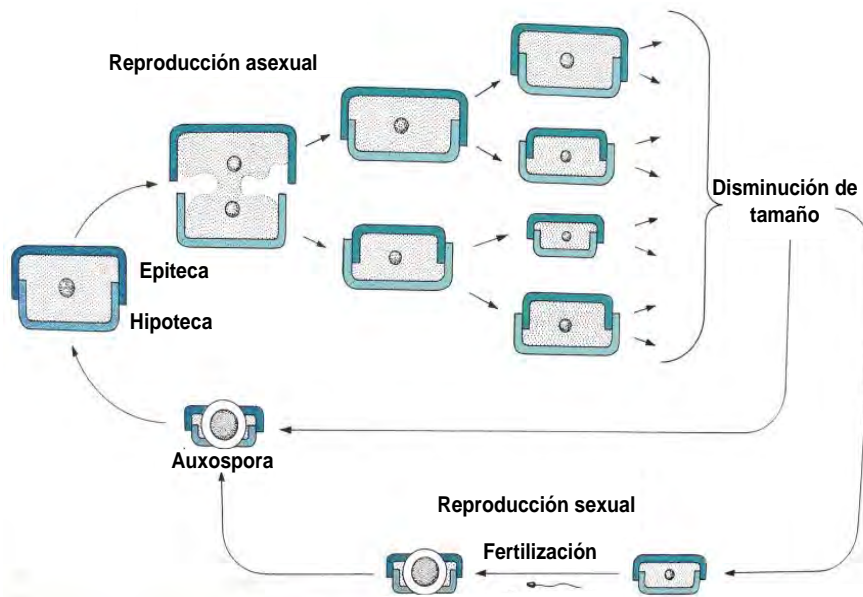 Reproducción asexual
Disminución de
tamaño
Epiteca
Hipoteca
Auxospora
Reproducción sexual
Fertilización